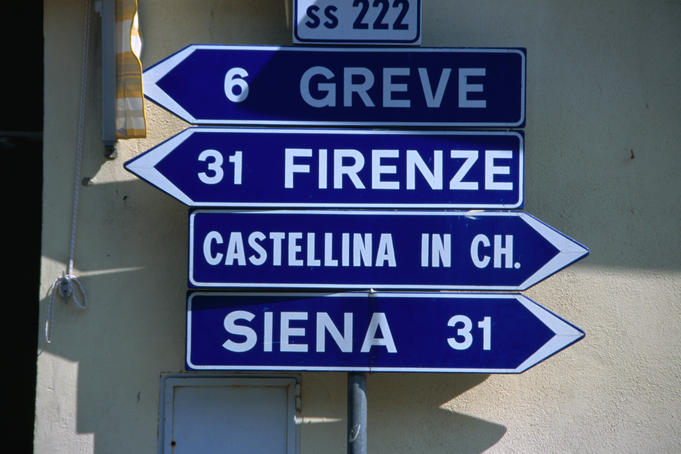 SS 222
6 GREVE
31 FIRENZE
CASTELLINA IN CH.
SIENA 31